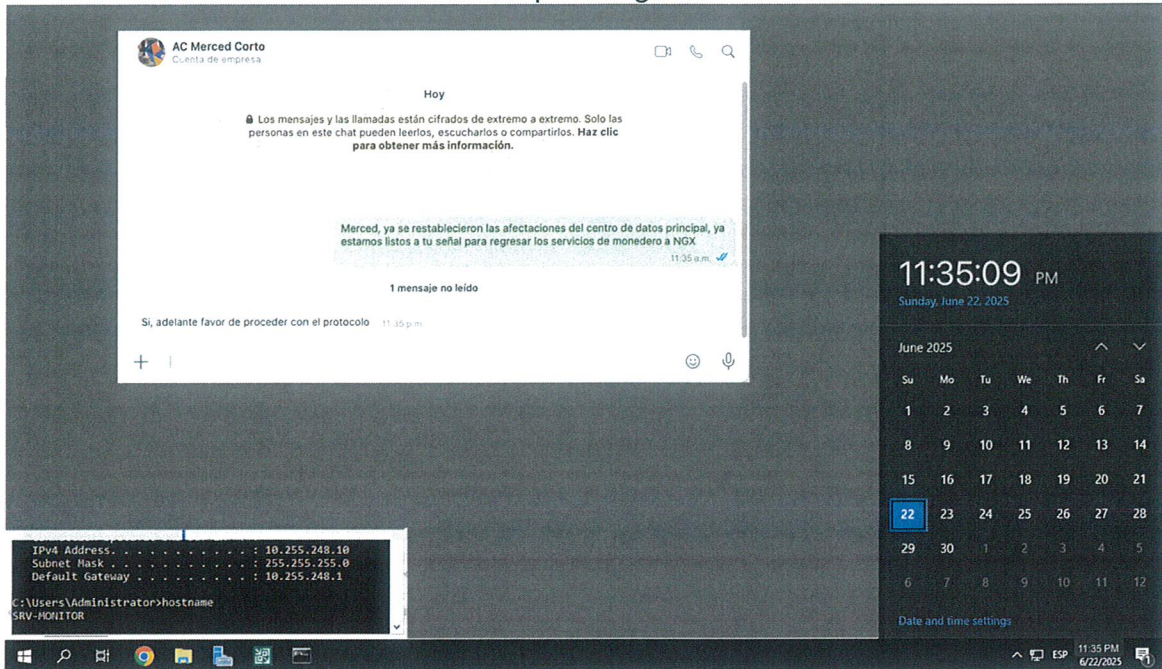 AC Merced Corto
Cuenta de empresa
Hoy
Los mensajes y las llamadas están cifrados de extremo a extremo. Solo las
personas en este chat pueden leerlos, escucharlos o compartirlos. Haz clic
para obtener más información.
Merced, ya se restablecieron las afectaciones del centro de datos principal, ya
estamos listos a tu señal para regresar los servicios de monedero a NGX
11:35 a.m.
1 mensaje no leído
Si, adelante favor de proceder con el protocolo 11:35 p.m.
11:35:09 PM
Sunday, June 22, 2025
June 2025
Su Mo Tu We Th Fr Sa
1 2 3 4 5 6 7
8 9 10 11 12 13 14
15 16 17 18 19 20 21
22 23 24 25 26 27 28
29 30 1 2 3 4 5
6 7 8 9 10 11 12
Date and time settings
IPv4 Address. . . . . . . . . . . : 10.255.248.10
Subnet Mask . . . . . . . . . . . : 255.255.255.0
Default Gateway . . . . . . . . . : 10.255.248.1
C:\Users\Administrator>hostname
SRV-MONITOR
ESP
11:35 PM
6/22/2025
1